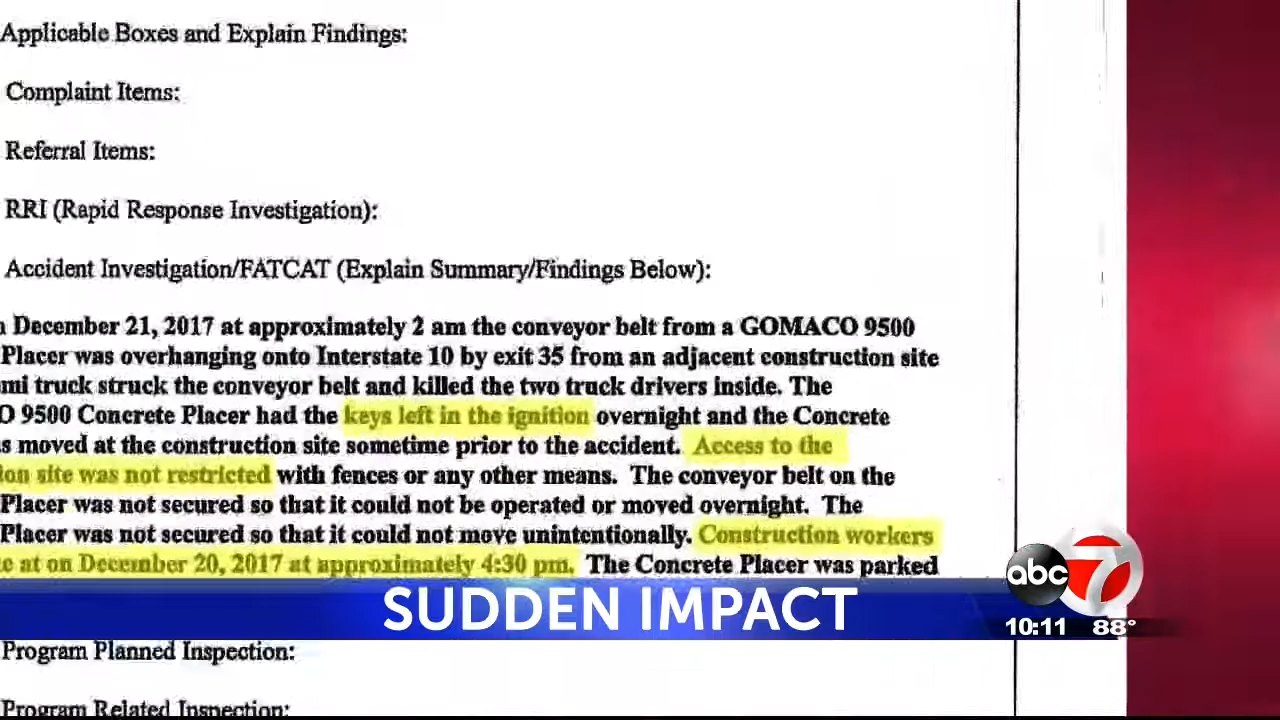 Applicable Boxes and Explain Findings:
Complaint Items:
Referral Items:
RRI (Rapid Response Investigation):
Accident Investigation/FATCAT (Explain Summary/Findings Below):
n December 21, 2017 at approximately 2 am the conveyor belt from a GOMACO 9500
Placer was overhanging onto Interstate 10 by exit 35 from an adjacent construction site
mi truck struck the conveyor belt and killed the two truck drivers inside. The
O 9500 Concrete Placer had the keys left in the ignition overnight and the Concrete
s moved at the construction site sometime prior to the accident. Access to the
ion site was not restricted with fences or any other means. The conveyor belt on the
Placer was not secured so that it could not be operated or moved overnight. The
Placer was not secured so that it could not move unintentionally. Construction workers
e at on December 20, 2017 at approximately 4:30 pm. The Concrete Placer was parked
SUDDEN IMPACT
abc 7
10:11 88°
Program Planned Inspection:
Program Related Inspection: